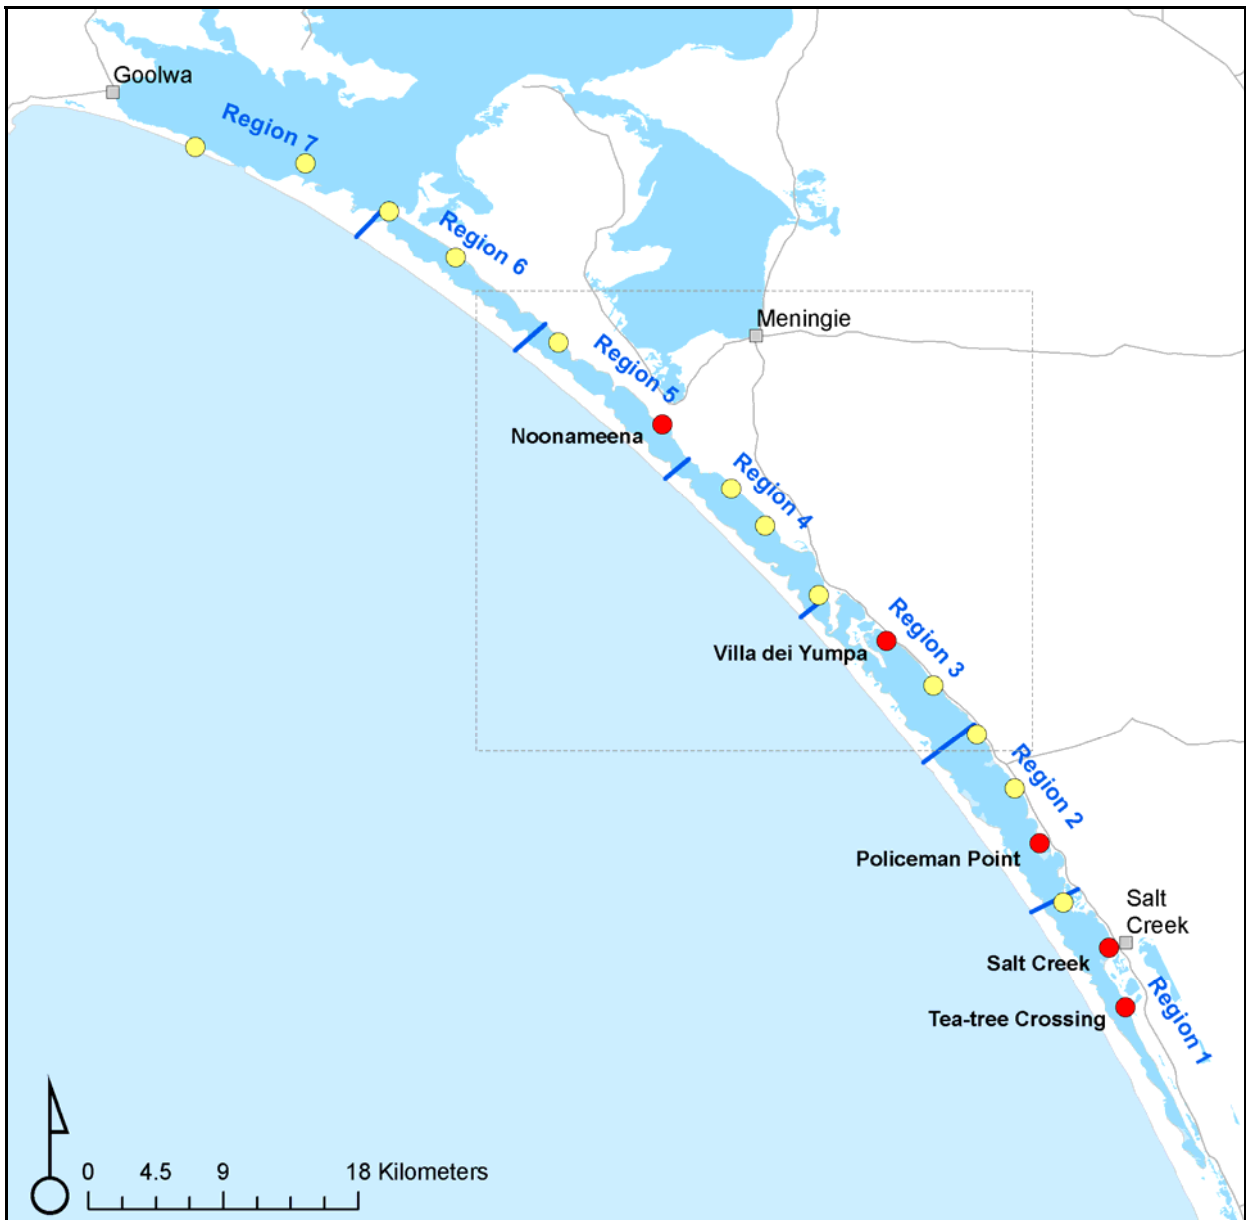 Goolwa
Region 7
Region 6
Meningie
Region 5
Noonameena
Region 4
Region 3
Villa dei Yumpa
Region 2
Policeman Point
Salt
Creek
Salt Creek
Region 1
Tea-tree Crossing
0 4.5 9 18 Kilometers